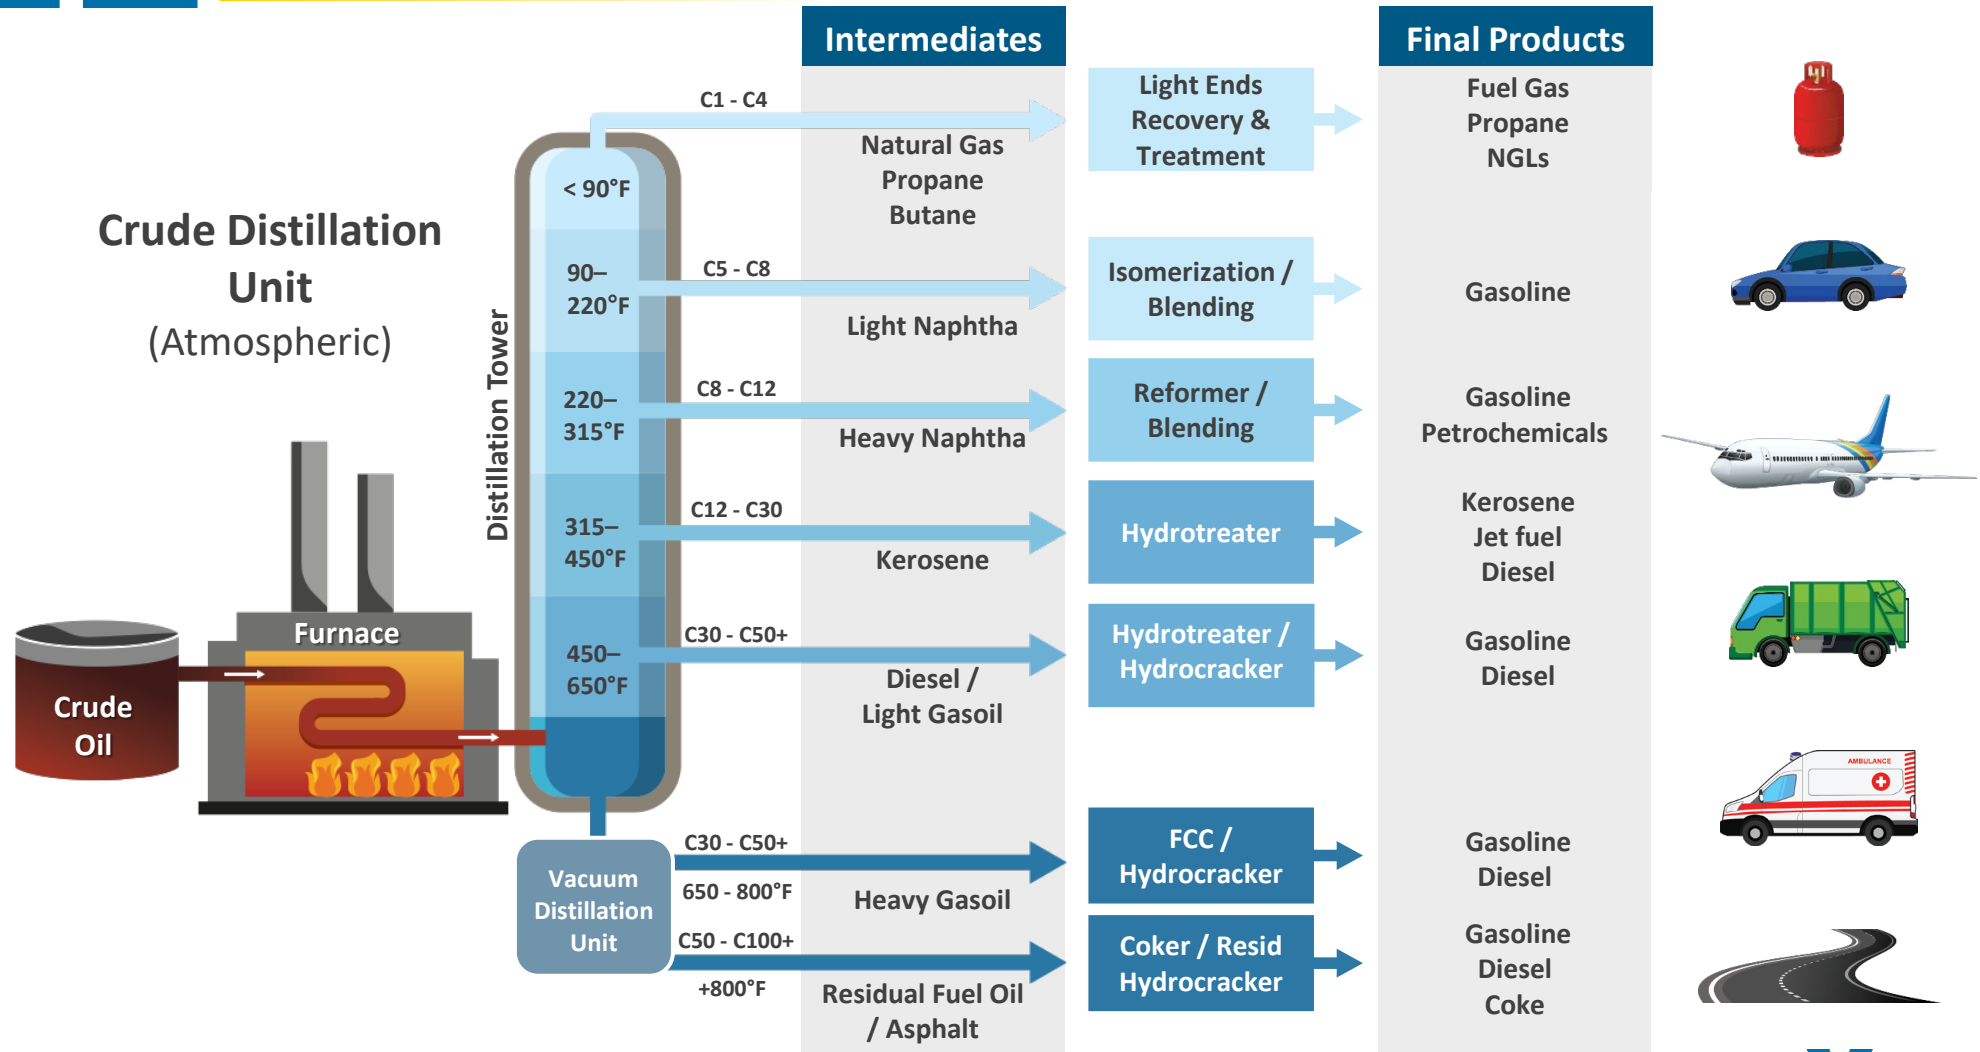 Intermediates
Final Products
Crude Distillation
Unit
(Atmospheric)
Crude
Oil
Furnace
Distillation Tower
< 90°F
90–
220°F
220–
315°F
315–
450°F
450–
650°F
Vacuum
Distillation
Unit
C1 - C4
Natural Gas
Propane
Butane
Light Ends
Recovery &
Treatment
Fuel Gas
Propane
NGLs
C5 - C8
Light Naphtha
Isomerization /
Blending
Gasoline
C8 - C12
Heavy Naphtha
Reformer /
Blending
Gasoline
Petrochemicals
C12 - C30
Kerosene
Hydrotreater
Kerosene
Jet fuel
Diesel
C30 - C50+
Diesel /
Light Gasoil
Hydrotreater /
Hydrocracker
Gasoline
Diesel
C30 - C50+
650 - 800°F
Heavy Gasoil
FCC /
Hydrocracker
Gasoline
Diesel
AMBULANCE
C50 - C100+
+800°F
Residual Fuel Oil
/ Asphalt
Coker / Resid
Hydrocracker
Gasoline
Diesel
Coke